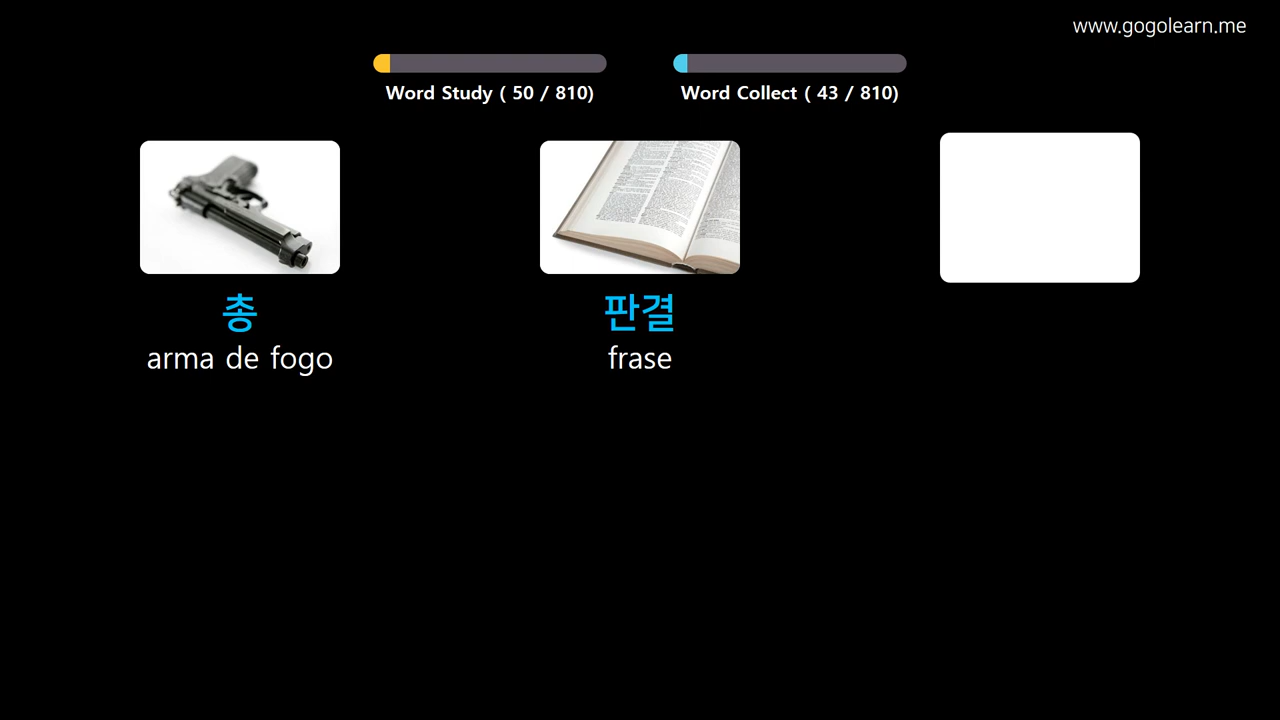 www.gogolearn.me
Word Study ( 50 / 810)
Word Collect ( 43 / 810)
총
arma de fogo
판결
frase